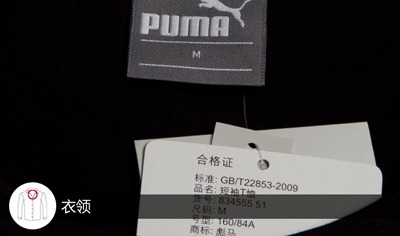 PUMA
M
合格证
标准: GB/T22853-2009
品名: 短袖T恤
货号: 834555 51
尺码: M
号型: 160/84A
商标: 彪马
衣领